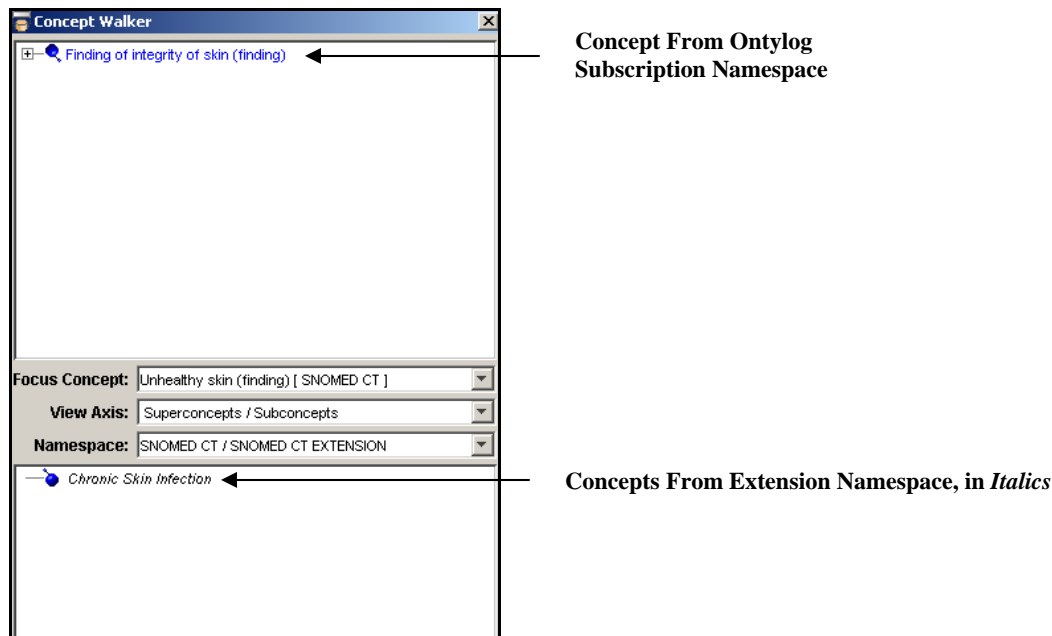 Concept Walker
Finding of integrity of skin (finding)
Concept From Ontylog
Subscription Namespace
Focus Concept: Unhealthy skin (finding) [ SNOMED CT ]
View Axis: Superconcepts / Subconcepts
Namespace: SNOMED CT / SNOMED CT EXTENSION
Chronic Skin Infection
Concepts From Extension Namespace, in Italics